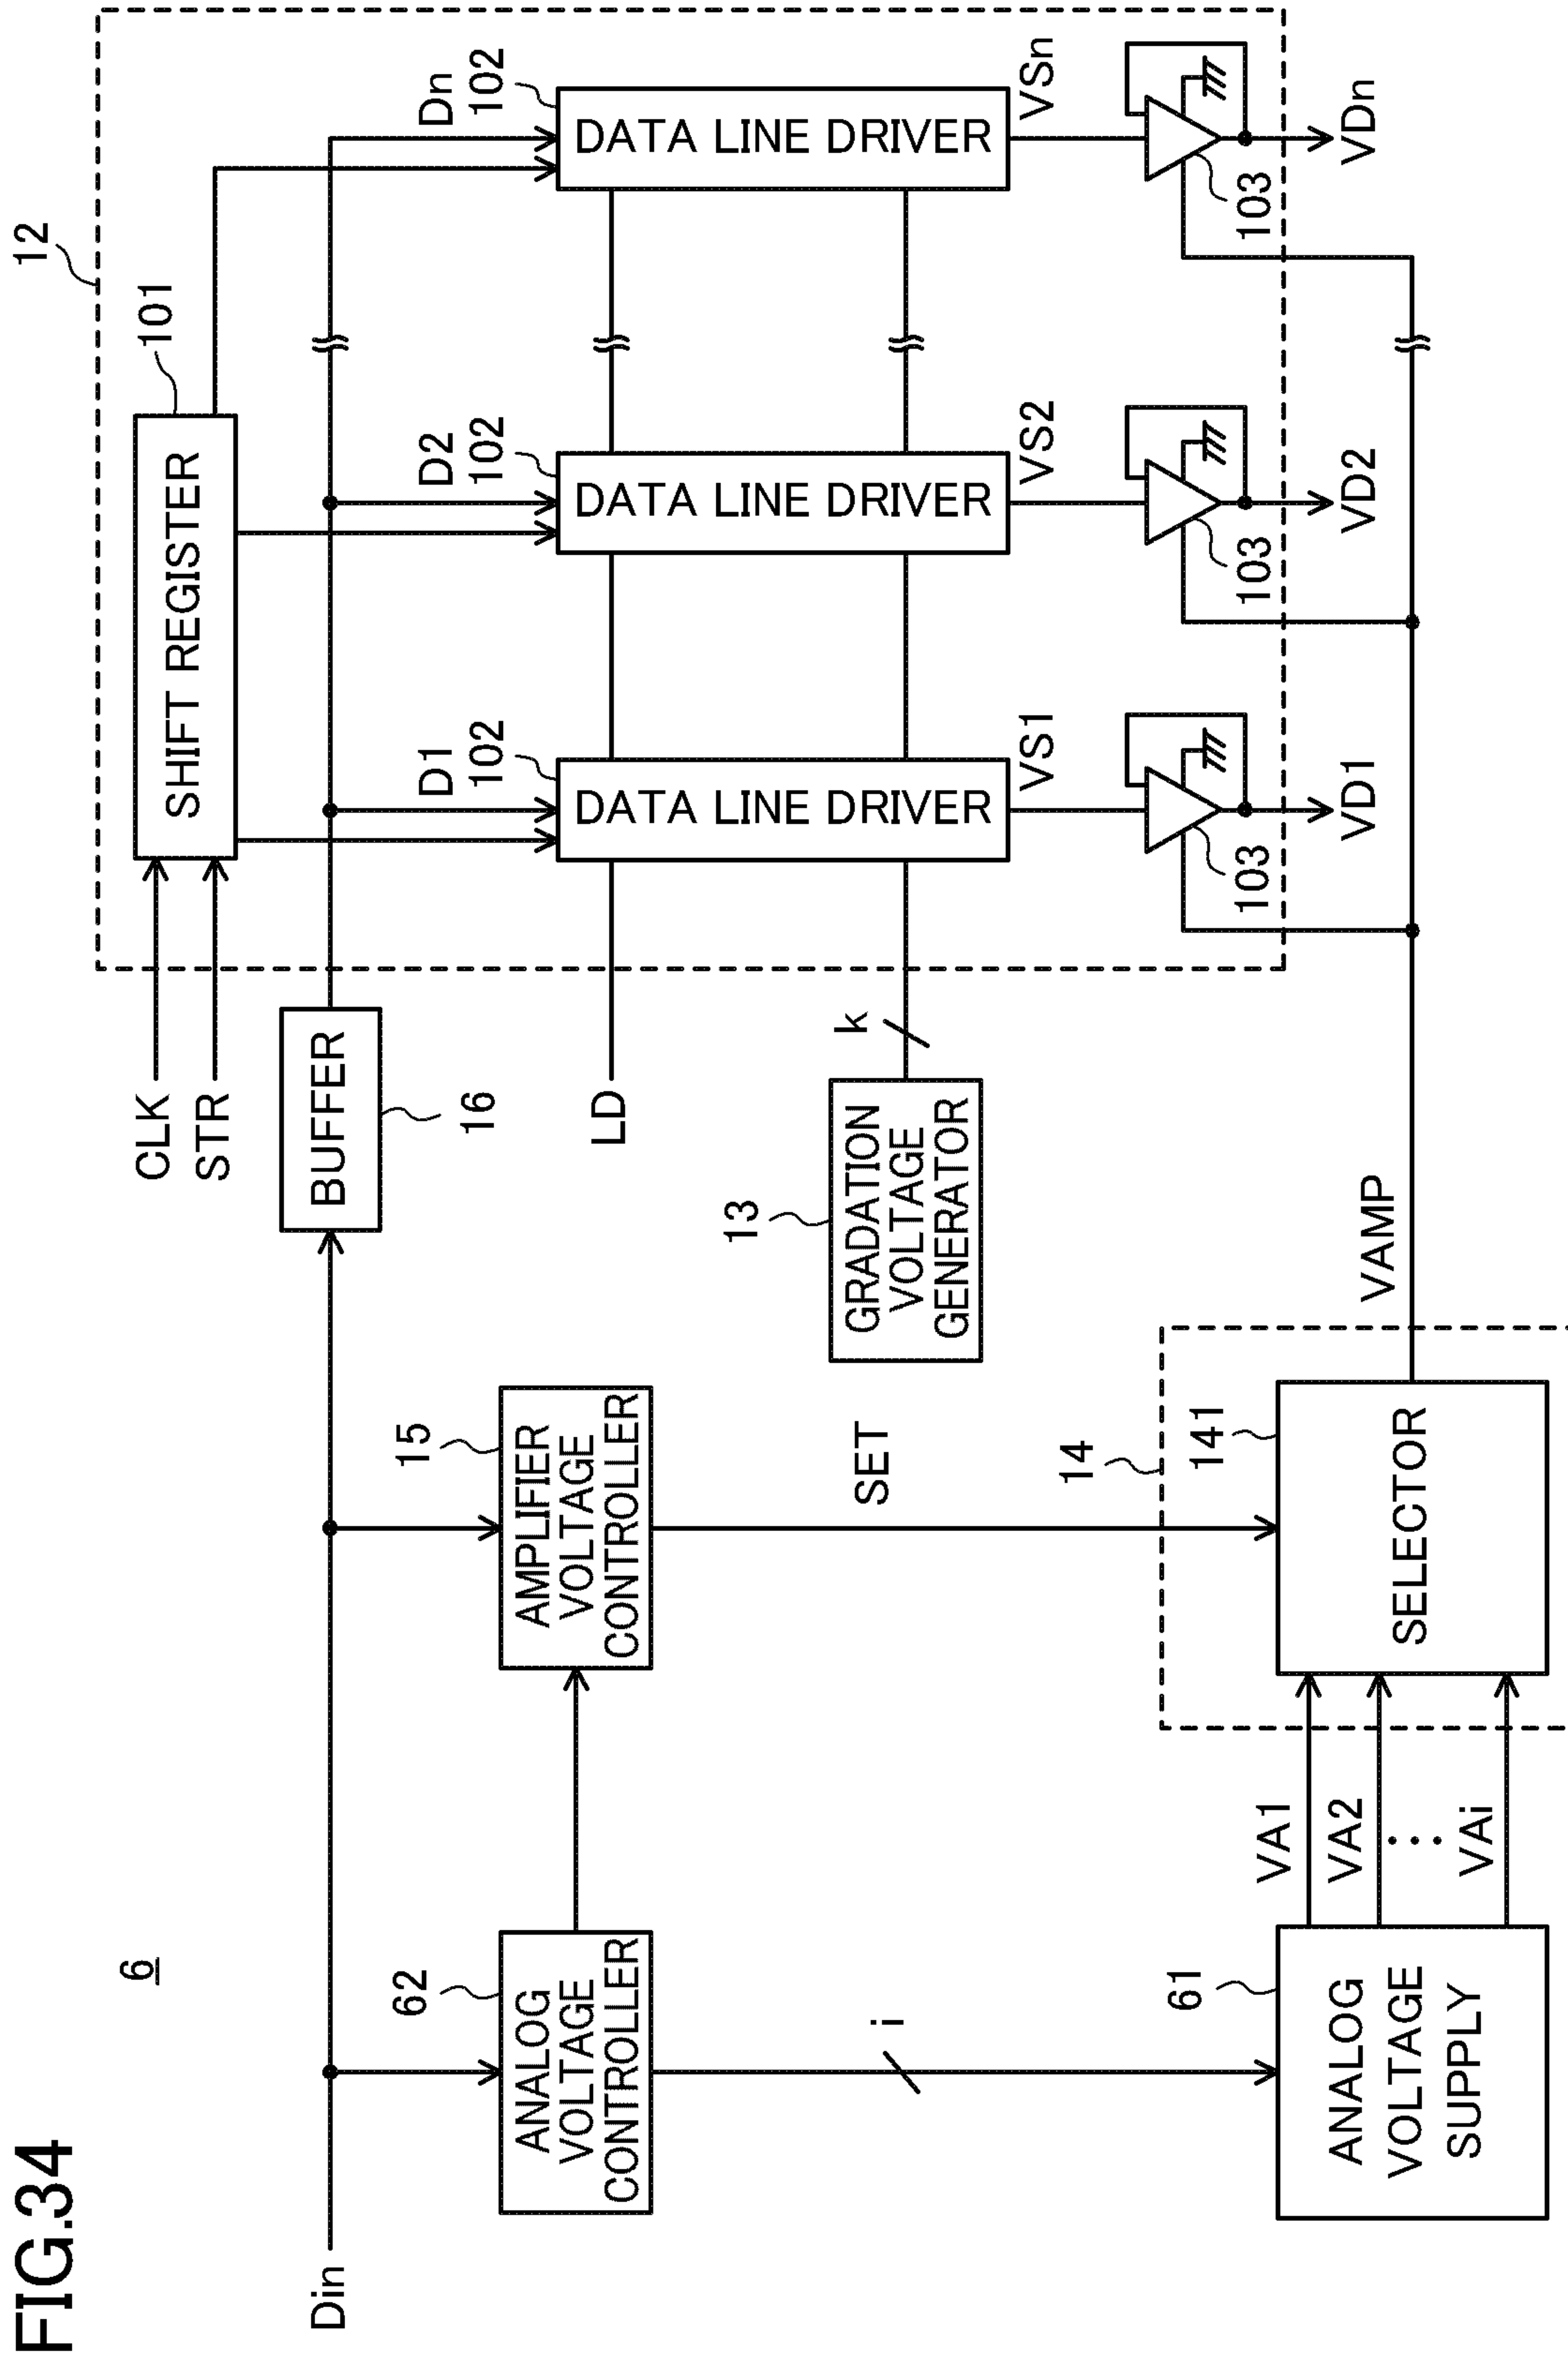 FIG.34
6
12
CLK
STR
SHIFT REGISTER
101
Din
BUFFER
16
D1
102
D2
102
Dn
102
62
ANALOG
VOLTAGE
CONTROLLER
15
AMPLIFIER
VOLTAGE
CONTROLLER
LD
DATA LINE DRIVER
DATA LINE DRIVER
DATA LINE DRIVER
13
GRADATION
VOLTAGE
GENERATOR
k
i
SET
VS1
VS2
VSn
103
103
103
14
61
ANALOG
VOLTAGE
SUPPLY
VA1
VA2
VAi
141
SELECTOR
VAMP
VD1
VD2
VDn